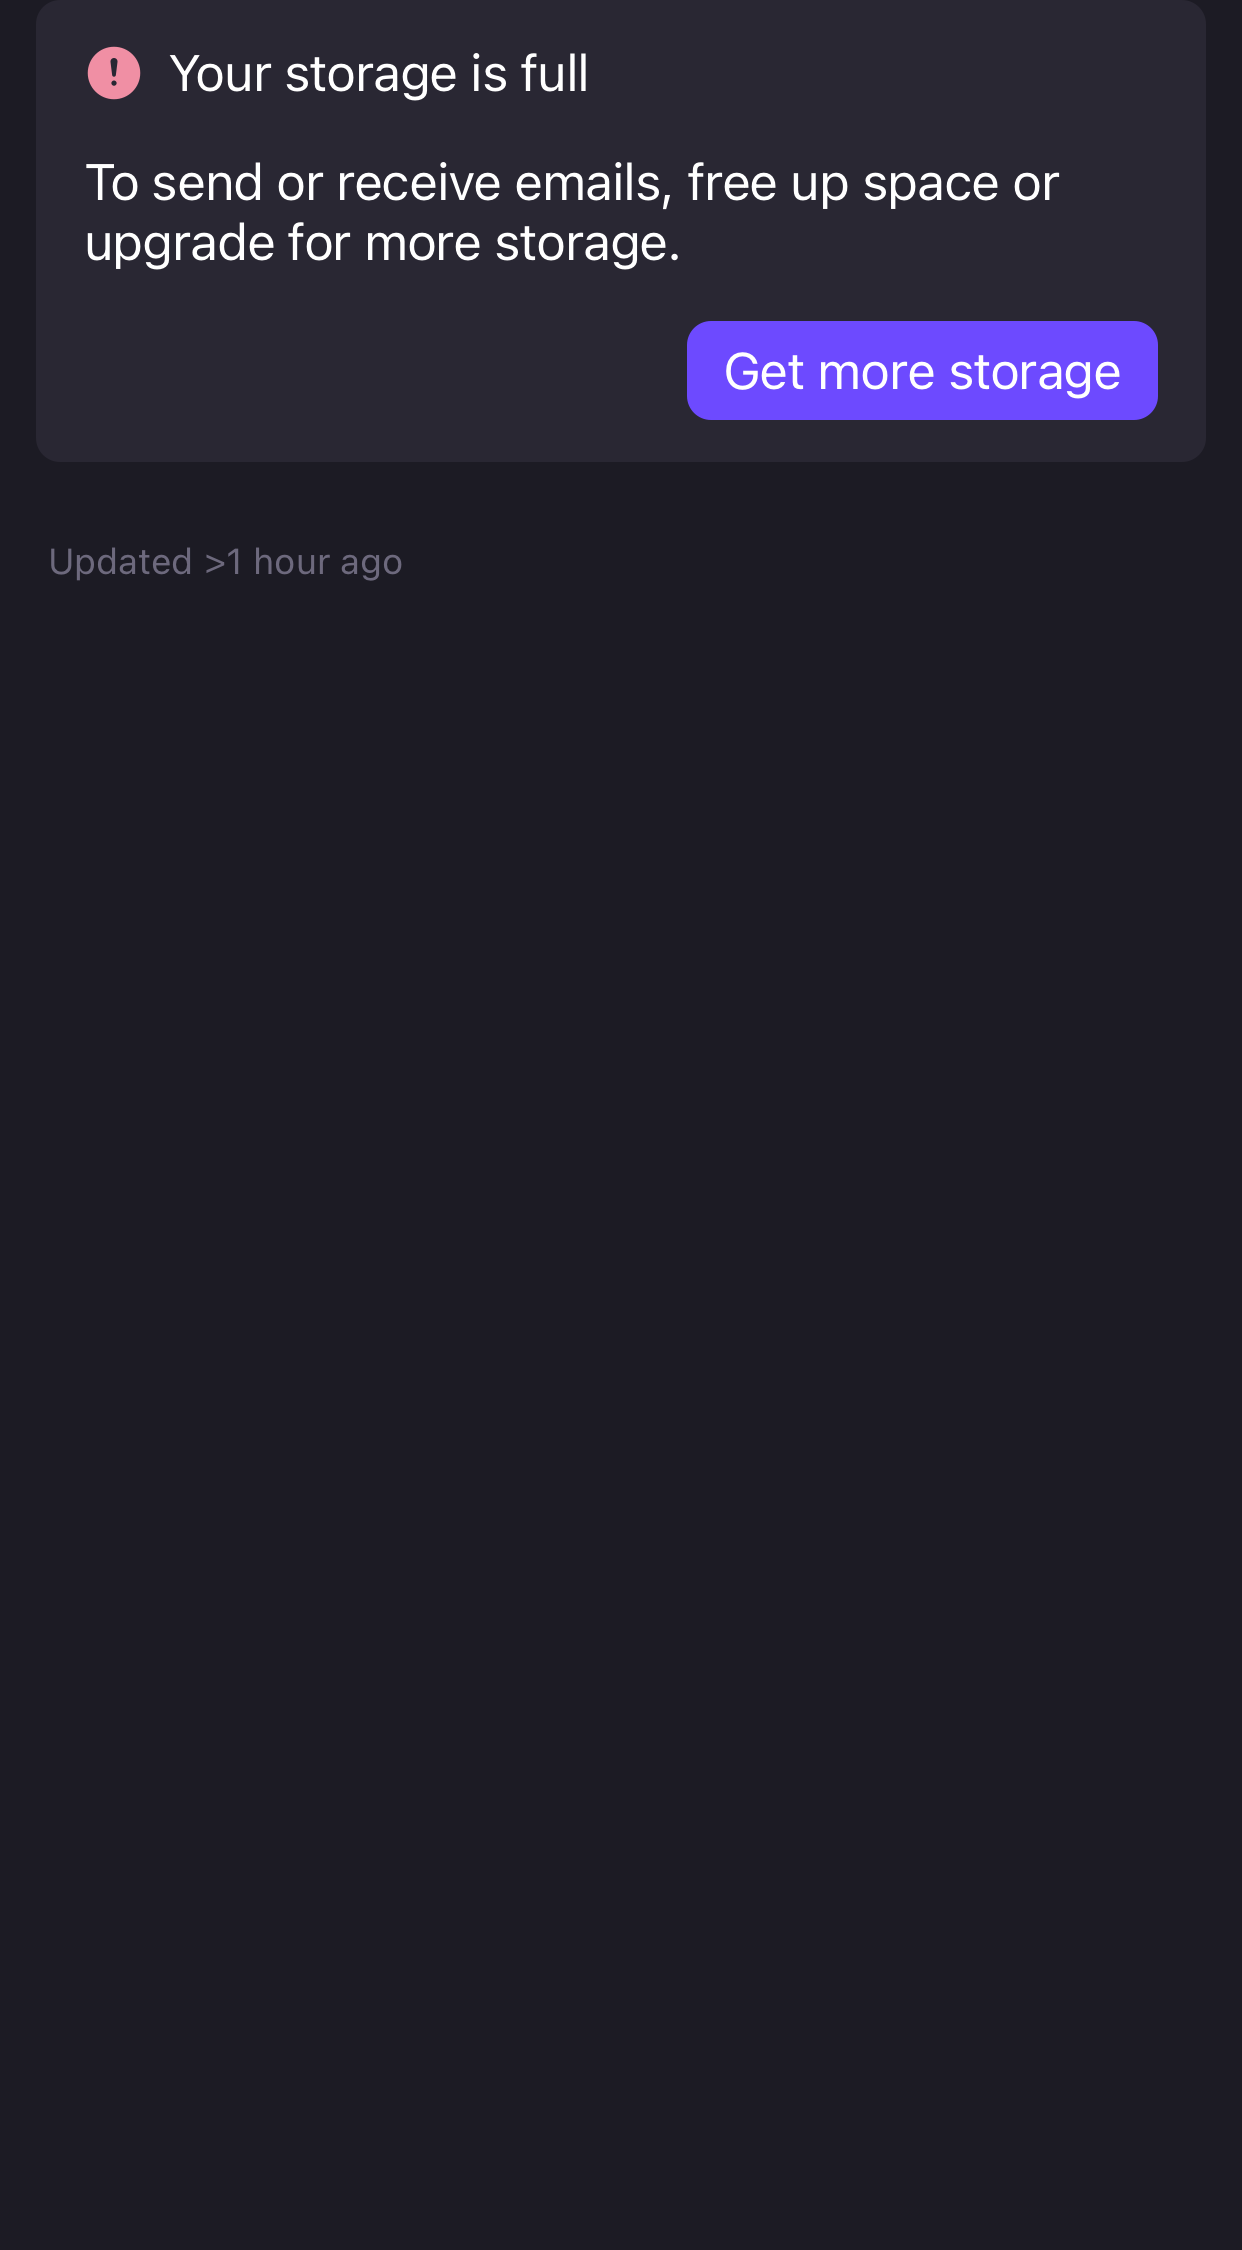 Your storage is full
To send or receive emails, free up space or
upgrade for more storage.
Get more storage
Updated >1 hour ago